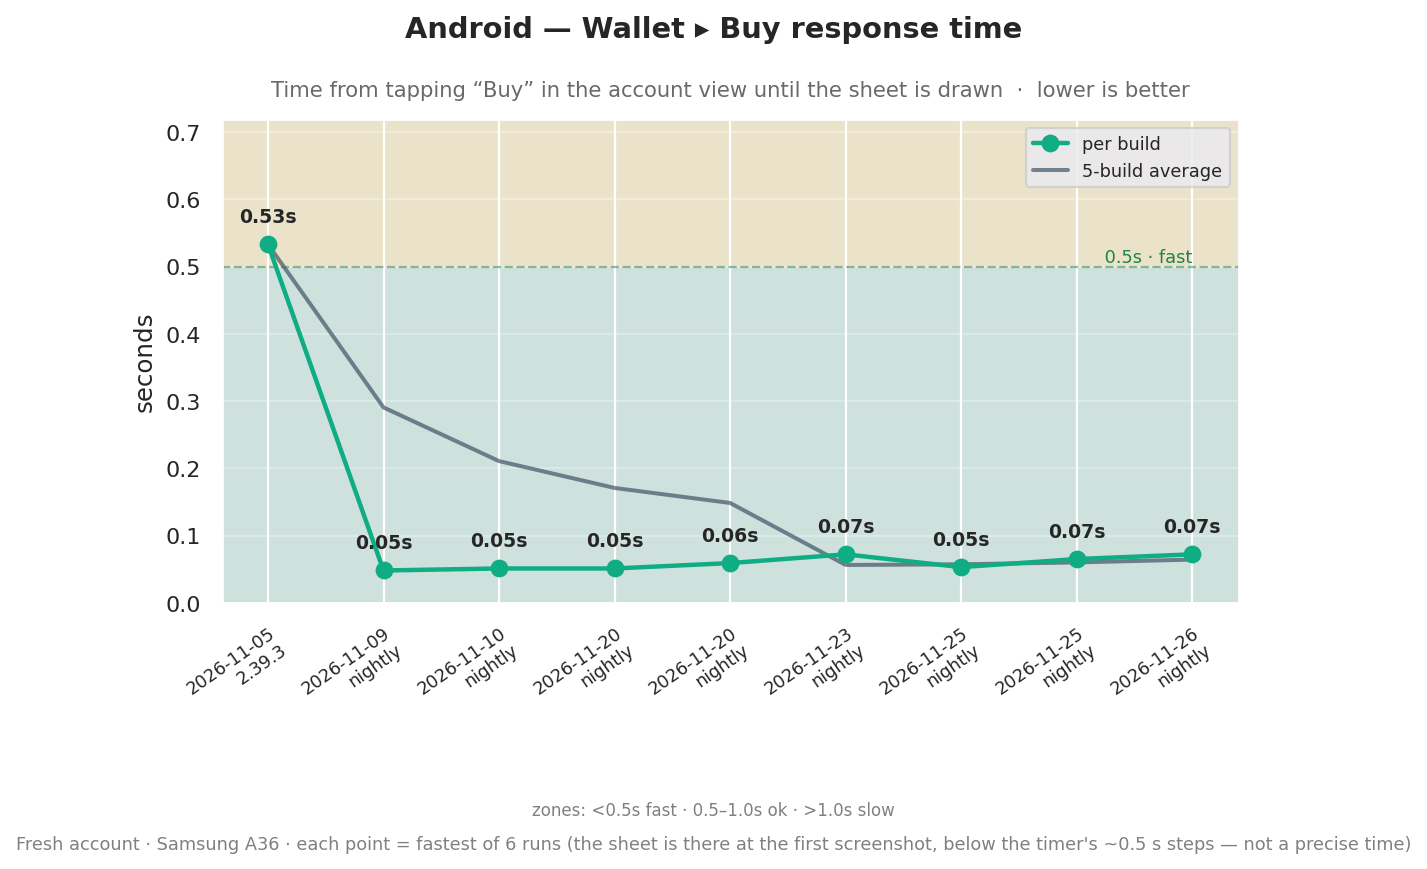 Android — Wallet ▸ Buy response time
Time from tapping “Buy” in the account view until the sheet is drawn · lower is better
per build
5-build average
0.5s · fast
seconds
0.7
0.6
0.5
0.4
0.3
0.2
0.1
0.0
0.53s
0.05s
0.05s
0.05s
0.06s
0.07s
0.05s
0.07s
0.07s
2026-11-05
2.39.3
2026-11-09
nightly
2026-11-10
nightly
2026-11-20
nightly
2026-11-20
nightly
2026-11-23
nightly
2026-11-25
nightly
2026-11-25
nightly
2026-11-26
nightly
zones: <0.5s fast · 0.5–1.0s ok · >1.0s slow
Fresh account · Samsung A36 · each point = fastest of 6 runs (the sheet is there at the first screenshot, below the timer's ~0.5 s steps — not a precise time)